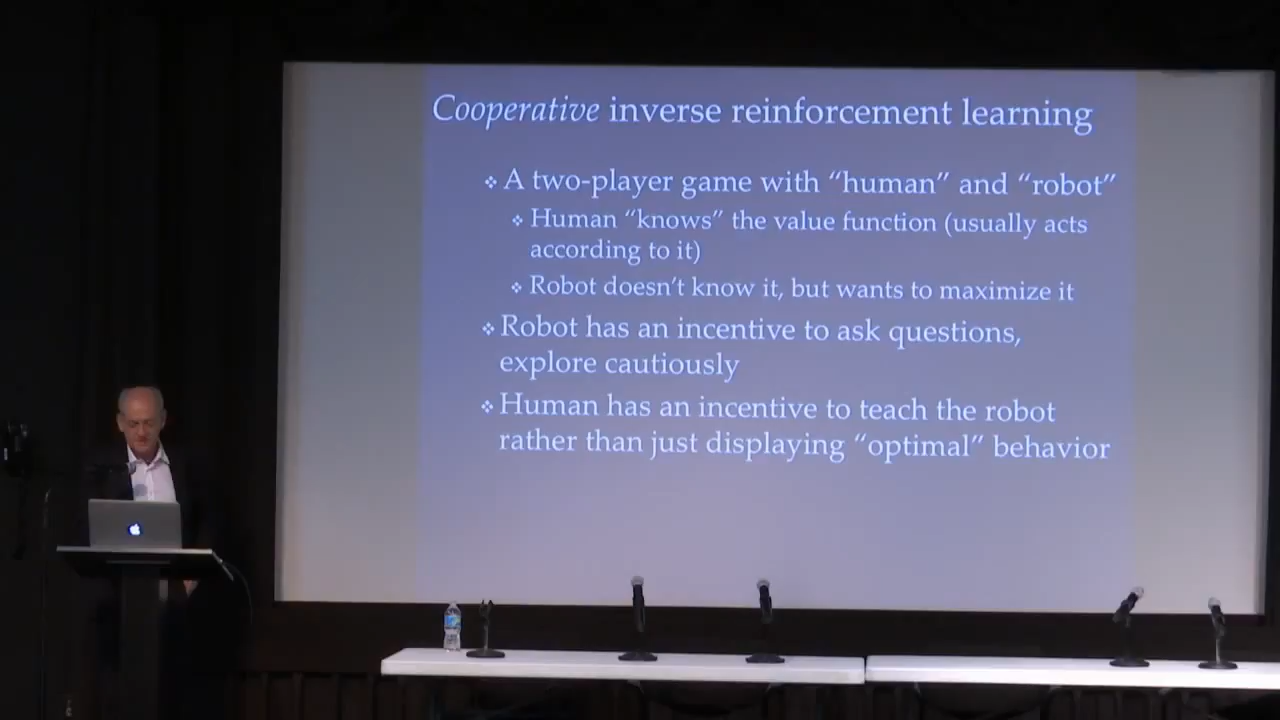 Cooperative inverse reinforcement learning
❖ A two-player game with “human” and “robot”
❖ Human “knows” the value function (usually acts
according to it)
❖ Robot doesn’t know it, but wants to maximize it
❖ Robot has an incentive to ask questions,
explore cautiously
❖ Human has an incentive to teach the robot
rather than just displaying “optimal” behavior